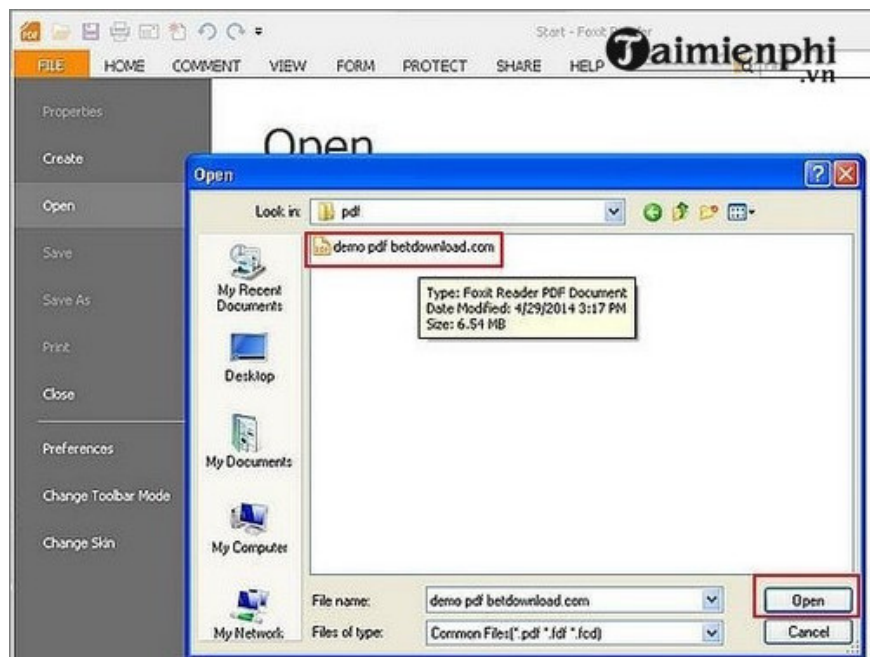 Start - Foxit Reader
Taimienphi
.vn
FILE HOME COMMENT VIEW FORM PROTECT SHARE HELP
Properties
Create
Open
Save
Save As
Print
Close
Preferences
Change Toolbar Mode
Change Skin
Open
Open
Look in: pdf
demo pdf betdownload.com
Type: Foxit Reader PDF Document
Date Modified: 4/29/2014 3:17 PM
Size: 6.54 MB
My Recent
Documents
Desktop
My Documents
My Computer
My Network
File name: demo pdf betdownload.com Open
Files of type: Common Files(*.pdf *.fdf *.fcd) Cancel